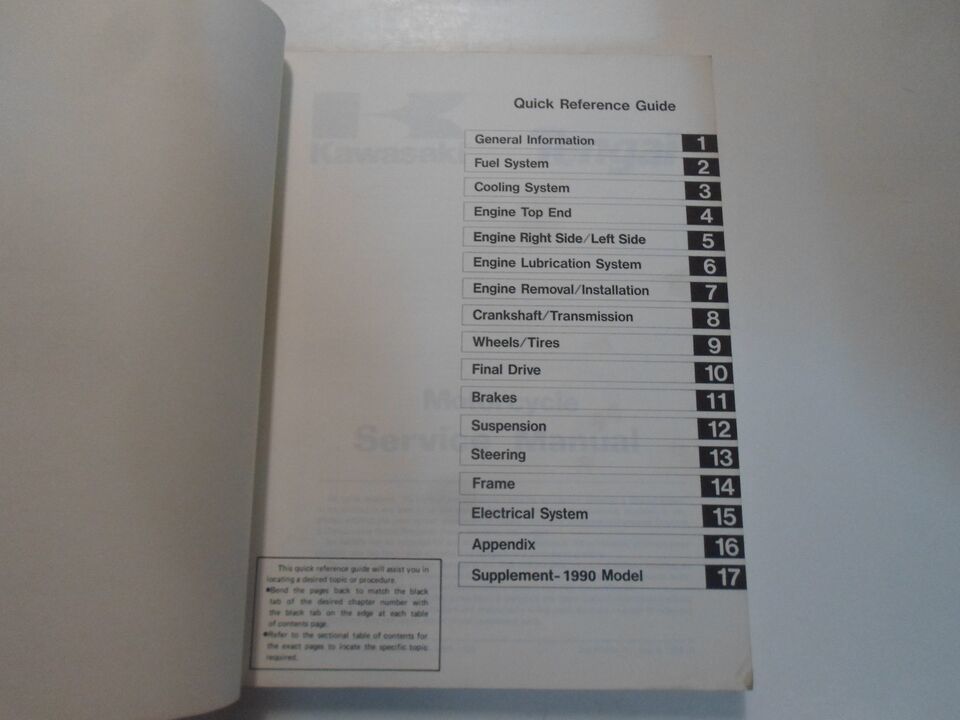 Quick Reference Guide
General Information 1
Fuel System 2
Cooling System 3
Engine Top End 4
Engine Right Side/Left Side 5
Engine Lubrication System 6
Engine Removal/Installation 7
Crankshaft/Transmission 8
Wheels/Tires 9
Final Drive 10
Brakes 11
Suspension 12
Steering 13
Frame 14
Electrical System 15
Appendix 16
Supplement-1990 Model 17
This quick reference guide will assist you in
locating a desired topic or procedure.
•Bend the pages back to match the black
tab of the desired chapter number with
the black tab on the edge at each table
of contents page.
•Refer to the sectional table of contents for
the exact pages to locate the specific topic
required.
Kawasaki
Motorcycle
Service Manual